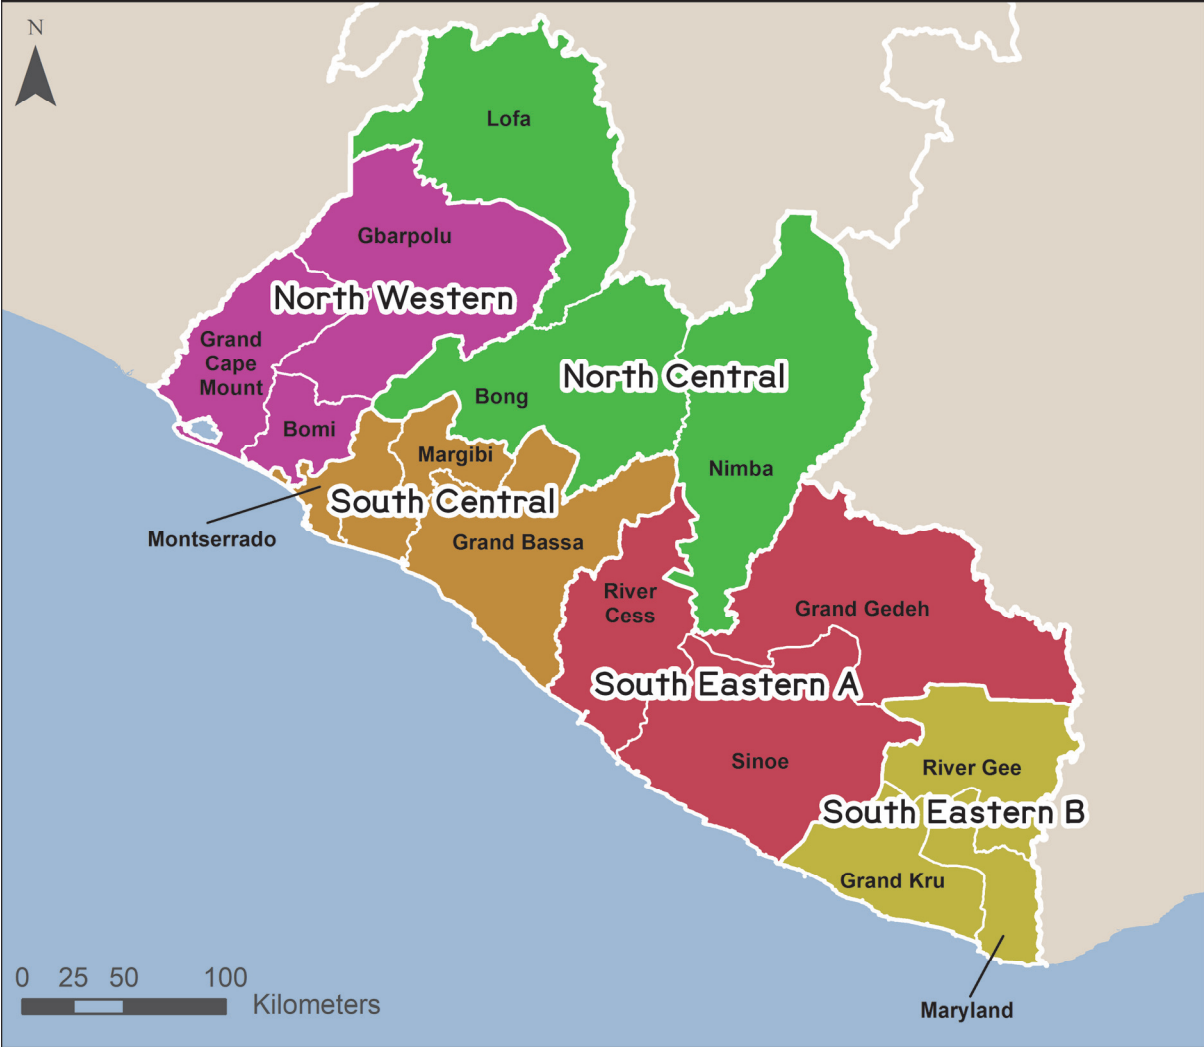 N
Lofa
Gbarpolu
North Western
Grand
Cape
Mount
North Central
Bong
Bomi
Margibi
Nimba
South Central
Montserrado
Grand Bassa
River
Cess
Grand Gedeh
South Eastern A
Sinoe
River Gee
South Eastern B
Grand Kru
0 25 50 100
Kilometers
Maryland